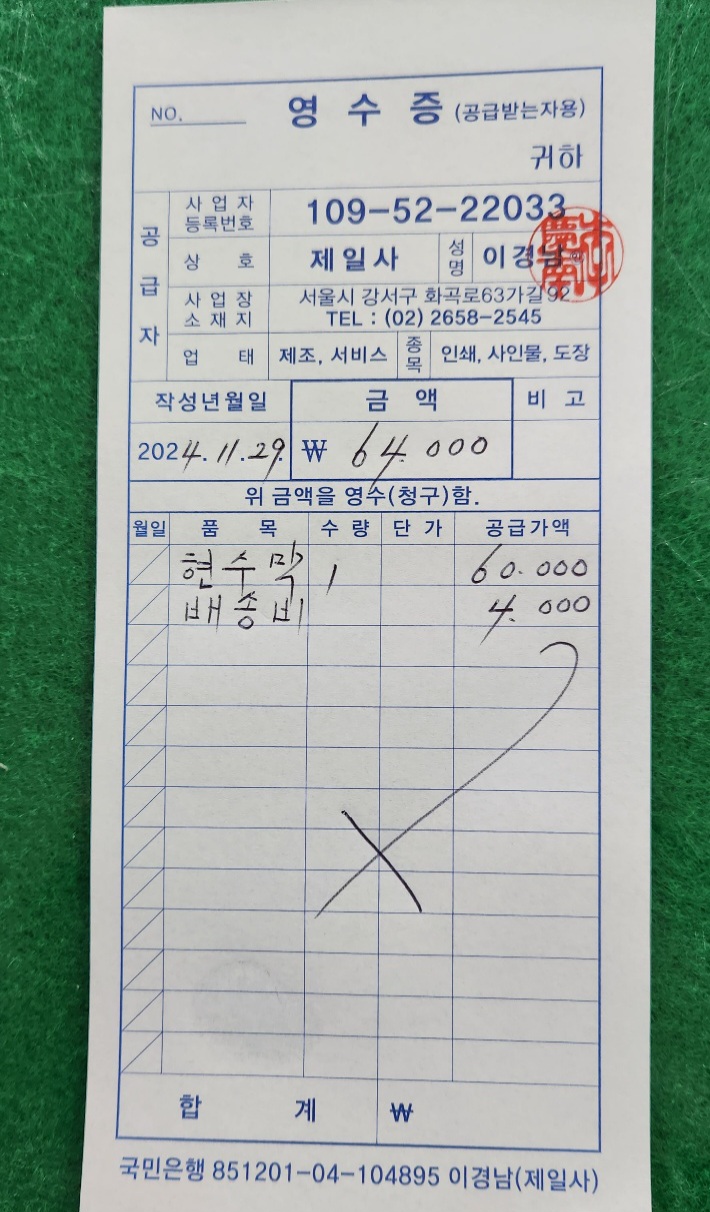 NO.
영 수 증 (공급받는자용)
귀하
공급자
사업자등록번호 109-52-22033
상 호 제일사 성명 이경남
사업장소재지 서울시 강서구 화곡로63가길 92
TEL : (02) 2658-2545
업 태 제조, 서비스 종목 인쇄, 사인물, 도장
작성년월일 금 액 비 고
2024.11.29. ₩ 64.000
위 금액을 영수(청구)함.
월일 품 목 수 량 단 가 공급가액
현수막 1 60.000
배송비 4.000
합 계 ₩
국민은행 851201-04-104895 이경남(제일사)